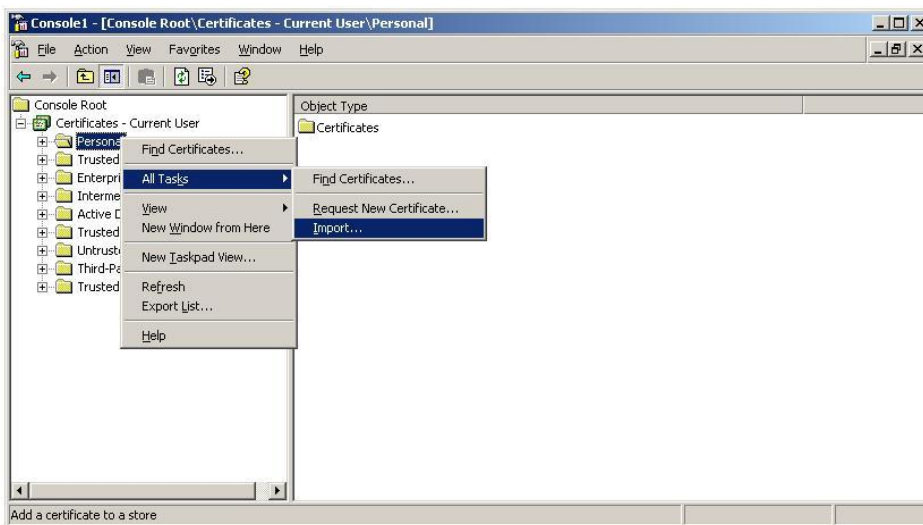 Console1 - [Console Root\Certificates - Current User\Personal]
File Action View Favorites Window Help
Console Root
Certificates - Current User
Persona
Trusted
Enterpri
Interme
Active D
Trusted
Untrust
Third-Pa
Trusted
Object Type
Certificates
Find Certificates...
All Tasks
View
New Window from Here
New Taskpad View...
Refresh
Export List...
Help
Find Certificates...
Request New Certificate...
Import...
Add a certificate to a store